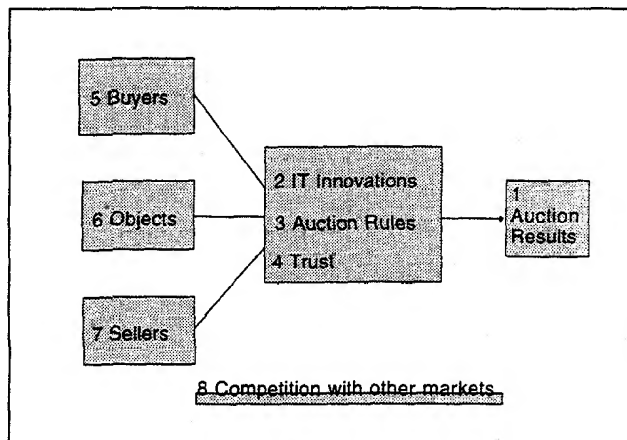 5 Buyers
2 IT Innovations
1
Auction
Results
6 Objects
3 Auction Rules
4 Trust
7 Sellers
8 Competition with other markets